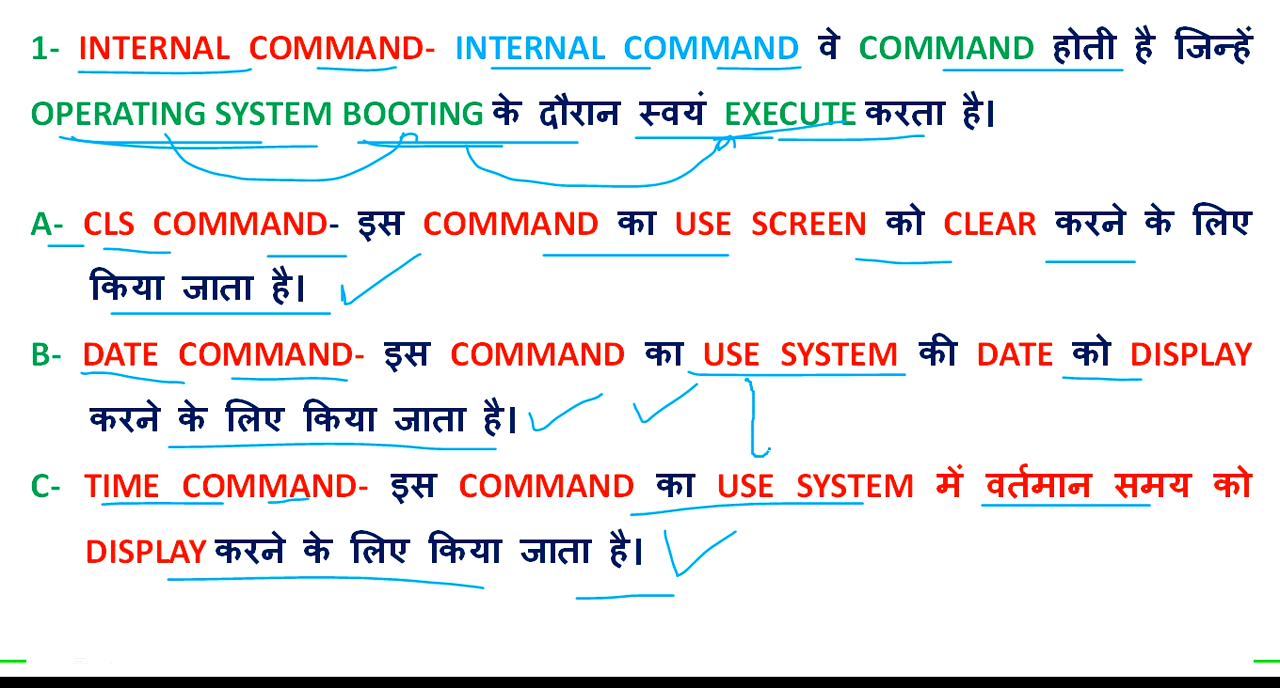 1- INTERNAL COMMAND- INTERNAL COMMAND वे COMMAND होती है जिन्हें
OPERATING SYSTEM BOOTING के दौरान स्वयं EXECUTE करता है।
A- CLS COMMAND- इस COMMAND का USE SCREEN को CLEAR करने के लिए
किया जाता है।
B- DATE COMMAND- इस COMMAND का USE SYSTEM की DATE को DISPLAY
करने के लिए किया जाता है।
C- TIME COMMAND- इस COMMAND का USE SYSTEM में वर्तमान समय को
DISPLAY करने के लिए किया जाता है।